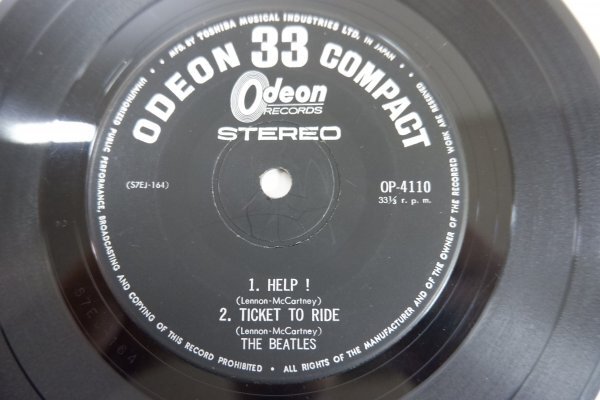 MFG. BY TOSHIBA MUSICAL INDUSTRIES LTD. IN JAPAN
ODEON 33 COMPACT
Odeon
RECORDS
STEREO
(S7EJ-164)
OP-4110
33⅓ r. p. m.
1. HELP !
(Lennon-McCartney)
2. TICKET TO RIDE
(Lennon-McCartney)
THE BEATLES
ALL RIGHTS OF THE MANUFACTURER AND OF THE OWNER OF THE RECORDED WORK ARE RESERVED
UNAUTHORIZED PUBLIC PERFORMANCE, BROADCASTING AND COPYING OF THIS RECORD PROHIBITED